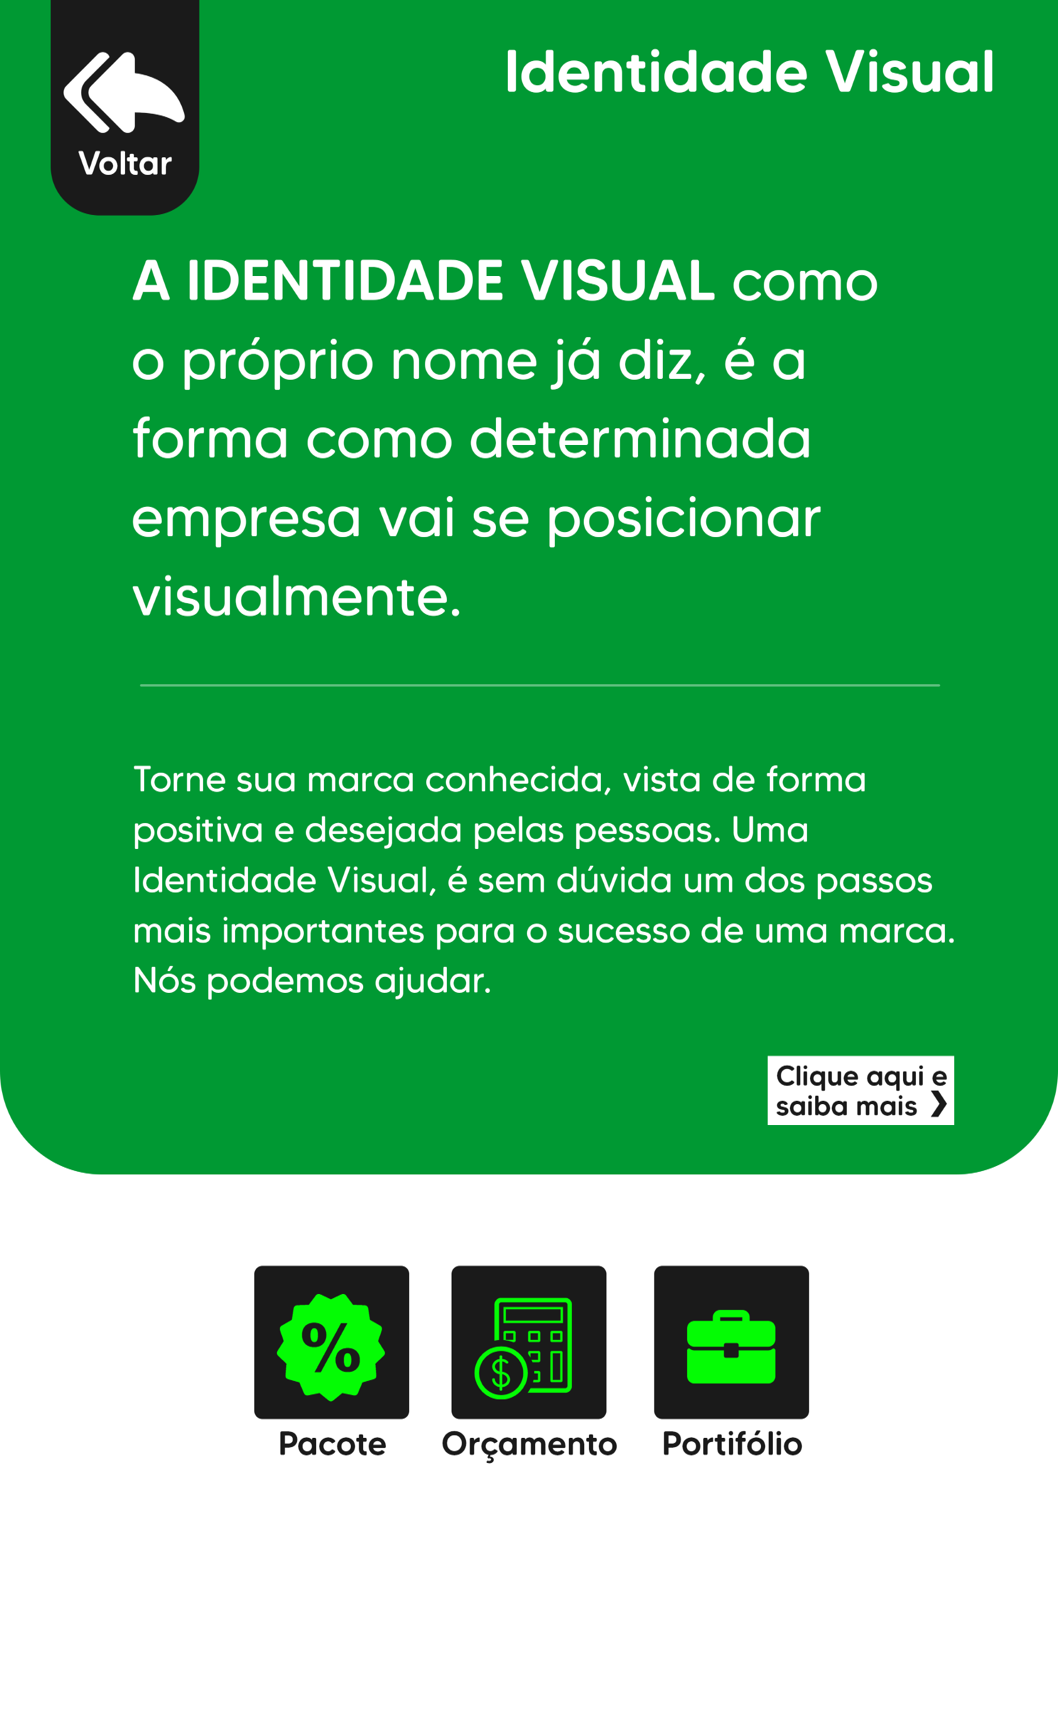 Identidade Visual
Voltar
A IDENTIDADE VISUAL como
o próprio nome já diz, é a
forma como determinada
empresa vai se posicionar
visualmente.
Torne sua marca conhecida, vista de forma
positiva e desejada pelas pessoas. Uma
Identidade Visual, é sem dúvida um dos passos
mais importantes para o sucesso de uma marca.
Nós podemos ajudar.
Clique aqui e
saiba mais ❯
%
$
Pacote
Orçamento
Portifólio